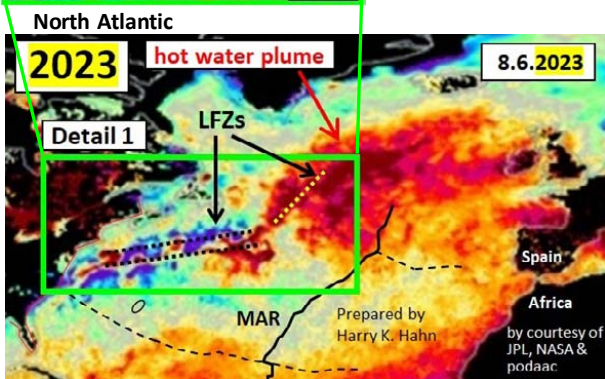 North Atlantic
2023
hot water plume
8.6.2023
Detail 1
LFZs
Spain
Africa
MAR
Prepared by
Harry K. Hahn
by courtesy of
JPL, NASA &
podaac